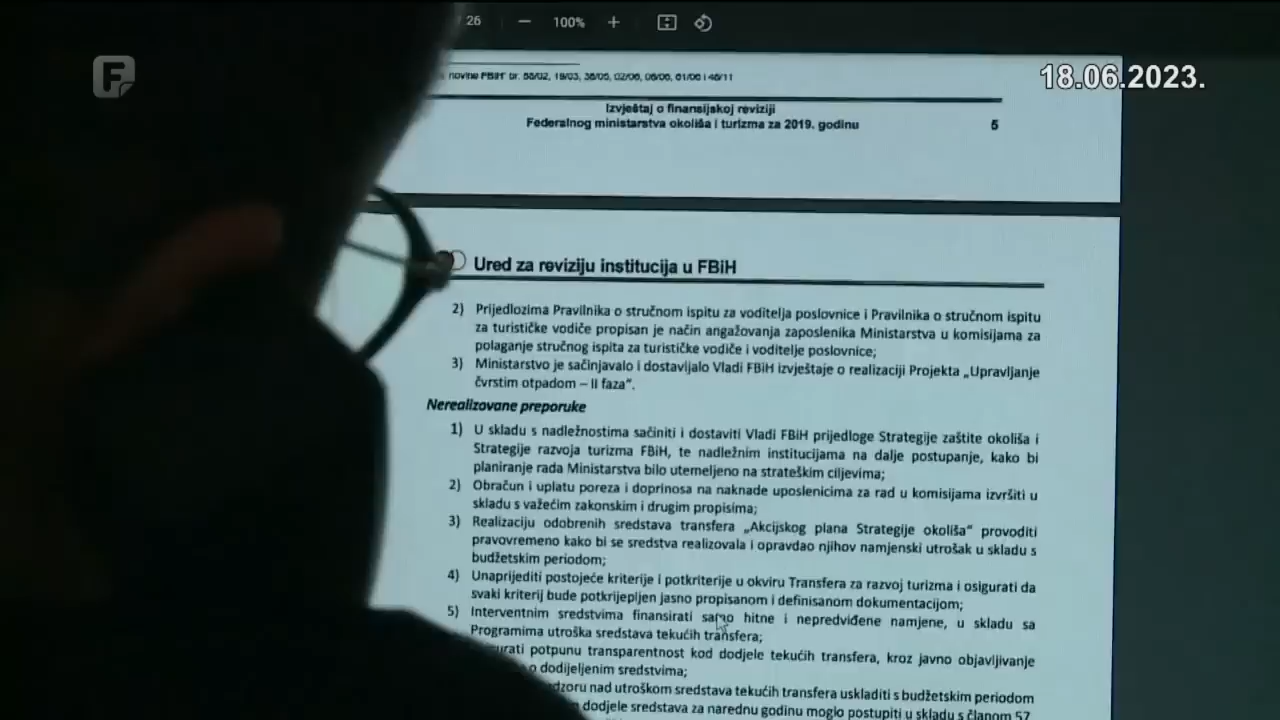 26 — 100% +
F
18.06.2023.
novine FBiH" br.
Izvještaj o finansijskoj reviziji
Federalnog ministarstva okoliša i turizma za 2019. godinu
5
Ured za reviziju institucija u FBiH
2) Prijedlozima Pravilnika o stručnom ispitu za voditelja poslovnice i Pravilnika o stručnom ispitu
za turističke vodiče propisan je način angažovanja zaposlenika Ministarstva u komisijama za
polaganje stručnog ispita za turističke vodiče i voditelje poslovnice;
3) Ministarstvo je sačinjavalo i dostavljalo Vladi FBiH izvještaje o realizaciji Projekta „Upravljanje
čvrstim otpadom – II faza“.
Nerealizovane preporuke
1) U skladu s nadležnostima sačiniti i dostaviti Vladi FBiH prijedloge Strategije zaštite okoliša i
Strategije razvoja turizma FBiH, te nadležnim institucijama na dalje postupanje, kako bi
planiranje rada Ministarstva bilo utemeljeno na strateškim ciljevima;
2) Obračun i uplatu poreza i doprinosa na naknade uposlenicima za rad u komisijama izvršiti u
skladu s važećim zakonskim i drugim propisima;
3) Realizaciju odobrenih sredstava transfera „Akcijskog plana Strategije okoliša“ provoditi
pravovremeno kako bi se sredstva realizovala i opravdao njihov namjenski utrošak u skladu s
budžetskim periodom;
4) Unaprijediti postojeće kriterije i potkriterije u okviru Transfera za razvoj turizma i osigurati da
svaki kriterij bude potkrijepljen jasno propisanom i definisanom dokumentacijom;
5) Interventnim sredstvima finansirati samo hitne i nepredviđene namjene, u skladu sa
Programima utroška sredstava tekućih transfera;
potpunu transparentnost kod dodjele tekućih transfera, kroz javno objavljivanje
o dodijeljenim sredstvima;
nad utroškom sredstava tekućih transfera uskladiti s budžetskim periodom
dodjele sredstava za narednu godinu moglo postupiti u skladu s članom 57.